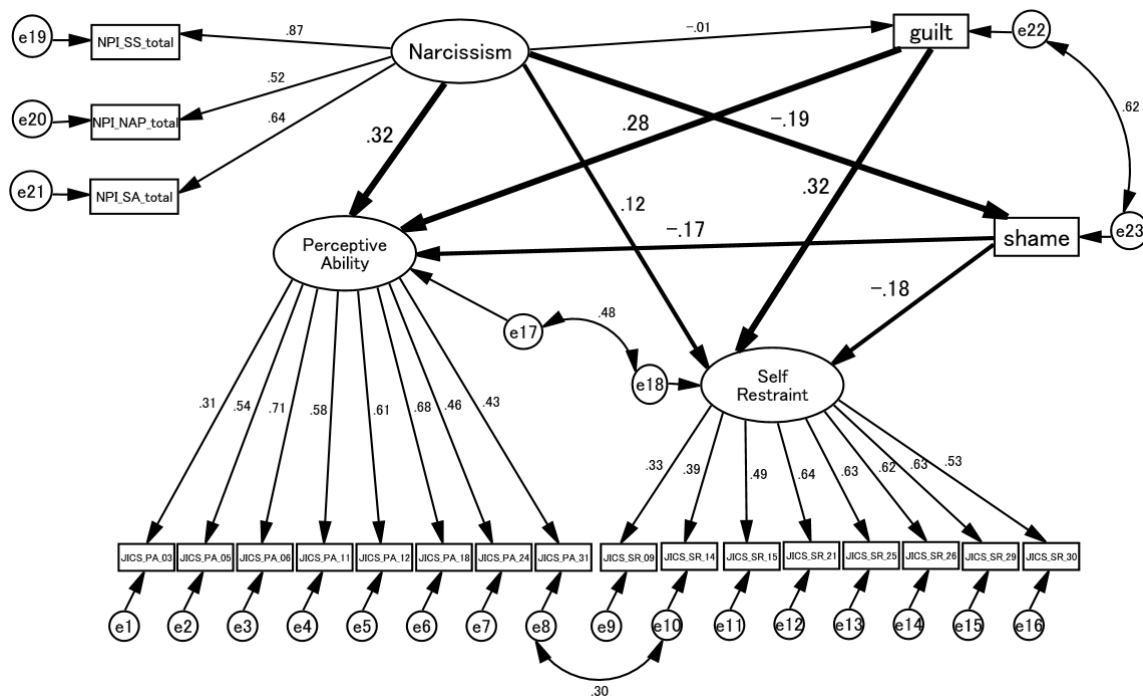 e19
NPI_SS_total
.87
Narcissism
-.01
guilt
e22
e20
NPI_NAP_total
.52
.62
e21
NPI_SA_total
.64
.32
.28
-.19
.12
.32
shame
e23
Perceptive
Ability
-.17
-.18
e17
.48
e18
Self
Restraint
.31
.54
.71
.58
.61
.68
.46
.43
.33
.39
.49
.64
.63
.62
.63
.53
JICS_PA_03
JICS_PA_05
JICS_PA_06
JICS_PA_11
JICS_PA_12
JICS_PA_18
JICS_PA_24
JICS_PA_31
JICS_SR_09
JICS_SR_14
JICS_SR_15
JICS_SR_21
JICS_SR_25
JICS_SR_26
JICS_SR_29
JICS_SR_30
e1
e2
e3
e4
e5
e6
e7
e8
e9
e10
e11
e12
e13
e14
e15
e16
.30